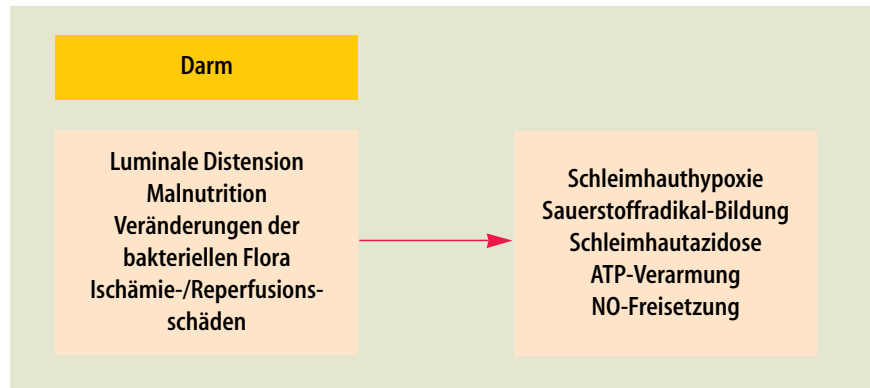 Darm
Luminale Distension
Malnutrition
Veränderungen der
bakteriellen Flora
Ischämie-/Reperfusions-
schäden
Schleimhauthypoxie
Sauerstoffradikal-Bildung
Schleimhautazidose
ATP-Verarmung
NO-Freisetzung